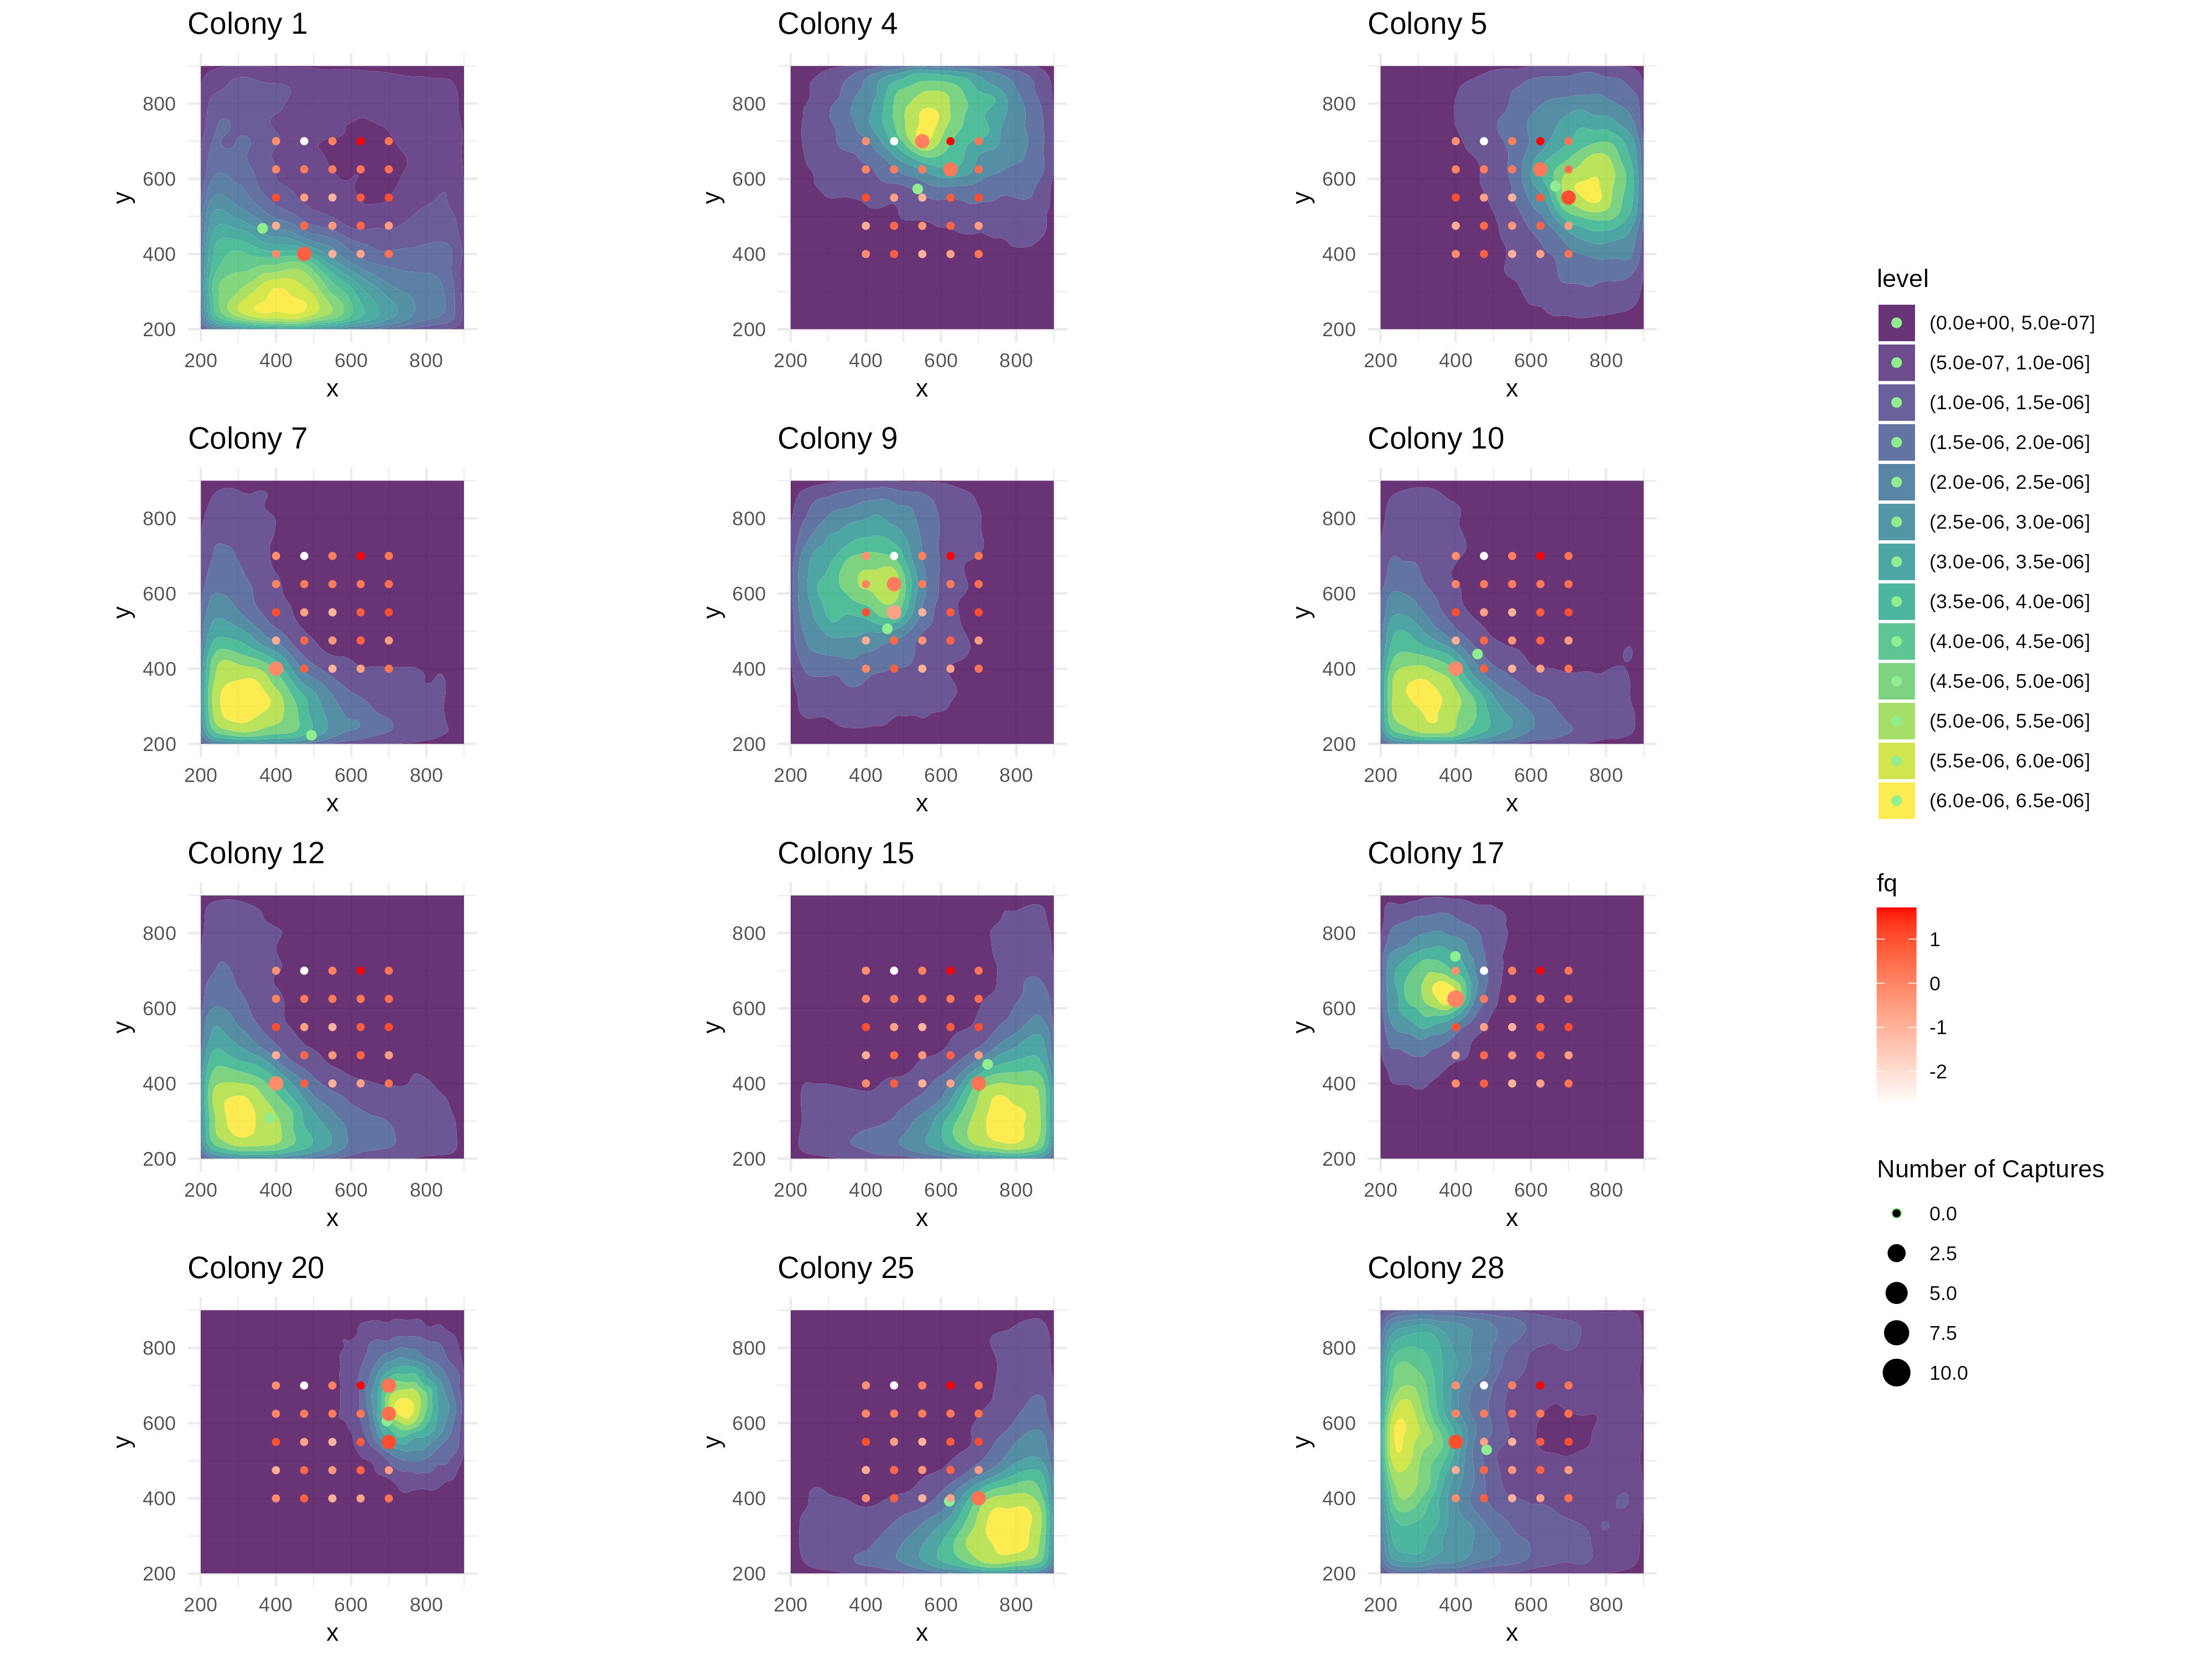 Colony 1
y
800
600
400
200
200 400 600 800
x
Colony 4
y
800
600
400
200
200 400 600 800
x
Colony 5
y
800
600
400
200
200 400 600 800
x
Colony 7
y
800
600
400
200
200 400 600 800
x
Colony 9
y
800
600
400
200
200 400 600 800
x
Colony 10
y
800
600
400
200
200 400 600 800
x
Colony 12
y
800
600
400
200
200 400 600 800
x
Colony 15
y
800
600
400
200
200 400 600 800
x
Colony 17
y
800
600
400
200
200 400 600 800
x
Colony 20
y
800
600
400
200
200 400 600 800
x
Colony 25
y
800
600
400
200
200 400 600 800
x
Colony 28
y
800
600
400
200
200 400 600 800
x
level
(0.0e+00, 5.0e-07]
(5.0e-07, 1.0e-06]
(1.0e-06, 1.5e-06]
(1.5e-06, 2.0e-06]
(2.0e-06, 2.5e-06]
(2.5e-06, 3.0e-06]
(3.0e-06, 3.5e-06]
(3.5e-06, 4.0e-06]
(4.0e-06, 4.5e-06]
(4.5e-06, 5.0e-06]
(5.0e-06, 5.5e-06]
(5.5e-06, 6.0e-06]
(6.0e-06, 6.5e-06]
fq
1
0
-1
-2
Number of Captures
0.0
2.5
5.0
7.5
10.0